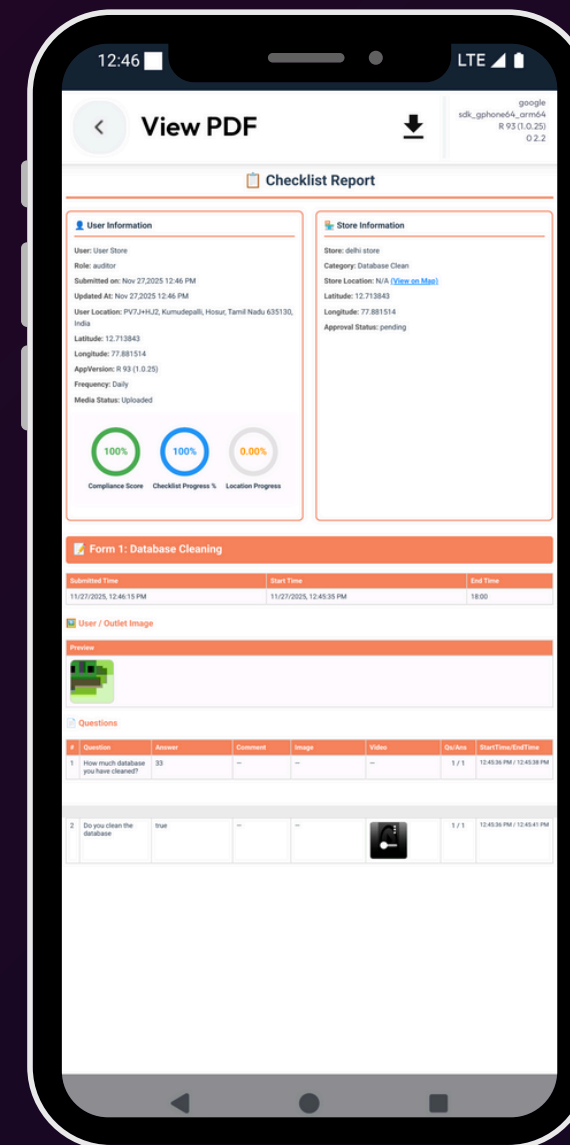 12:46
LTE
View PDF
google
sdk_gphone64_arm64
R 93 (1.0.25)
0 2.2
Checklist Report
User Information
User: User Store
Role: auditor
Submitted on: Nov 27,2025 12:46 PM
Updated At: Nov 27,2025 12:46 PM
User Location: PV7J+HJ2, Kumudepalli, Hosur, Tamil Nadu 635130,
India
Latitude: 12.713843
Longitude: 77.881514
AppVersion: R 93 (1.0.25)
Frequency: Daily
Media Status: Uploaded
100%
100%
0.00%
Compliance Score
Checklist Progress %
Location Progress
Store Information
Store: delhi store
Category: Database Clean
Store Location: N/A (View on Map)
Latitude: 12.713843
Longitude: 77.881514
Approval Status: pending
Form 1: Database Cleaning
Submitted Time Start Time End Time
11/27/2025, 12:46:15 PM 11/27/2025, 12:45:35 PM 18:00
User / Outlet Image
Preview
Questions
# Question Answer Comment Image Video Qs/Ans StartTime/EndTime
1 How much database 33 – – – 1 / 1 12:45:36 PM / 12:45:38 PM
you have cleaned?
2 Do you clean the true – – 1 / 1 12:45:36 PM / 12:45:41 PM
database